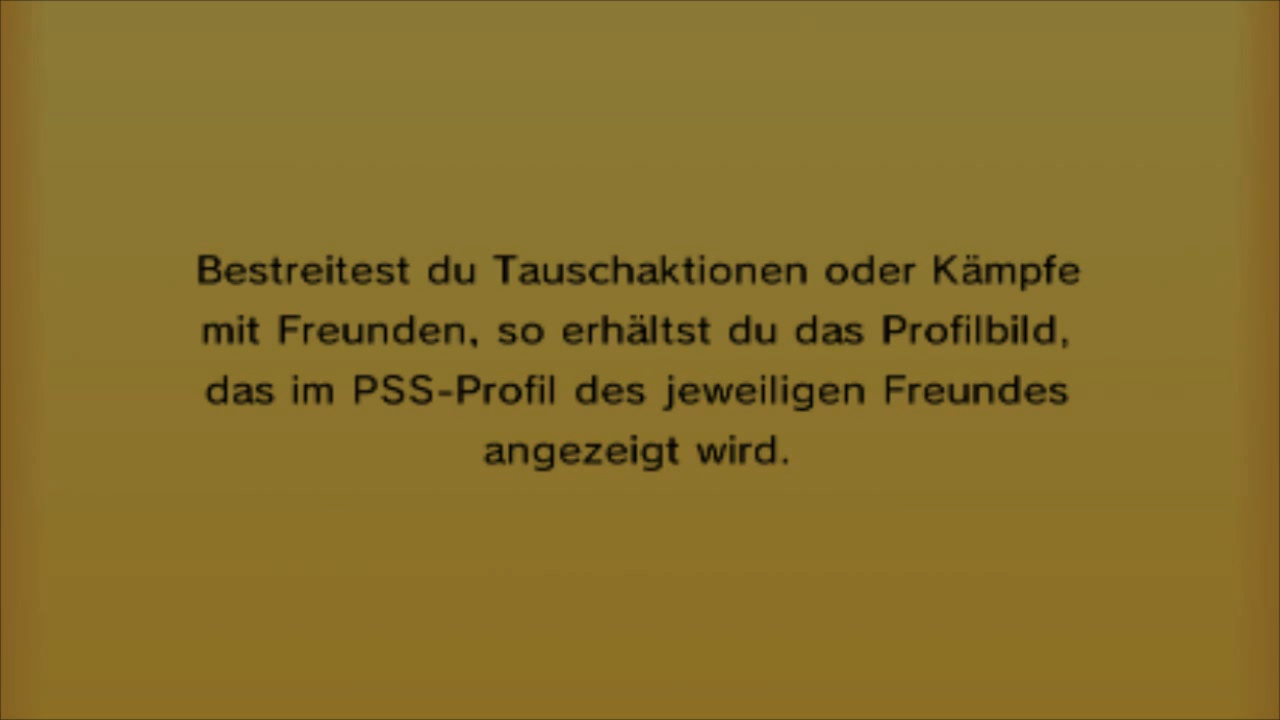 Bestreitest du Tauschaktionen oder Kämpfe
mit Freunden, so erhältst du das Profilbild,
das im PSS-Profil des jeweiligen Freundes
angezeigt wird.